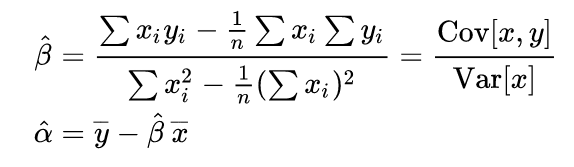 β̂ = (∑ xᵢyᵢ − (1/n) ∑ xᵢ ∑ yᵢ) / (∑ xᵢ² − (1/n)(∑ xᵢ)²) = Cov[x, y] / Var[x]
α̂ = y̅ − β̂ x̅